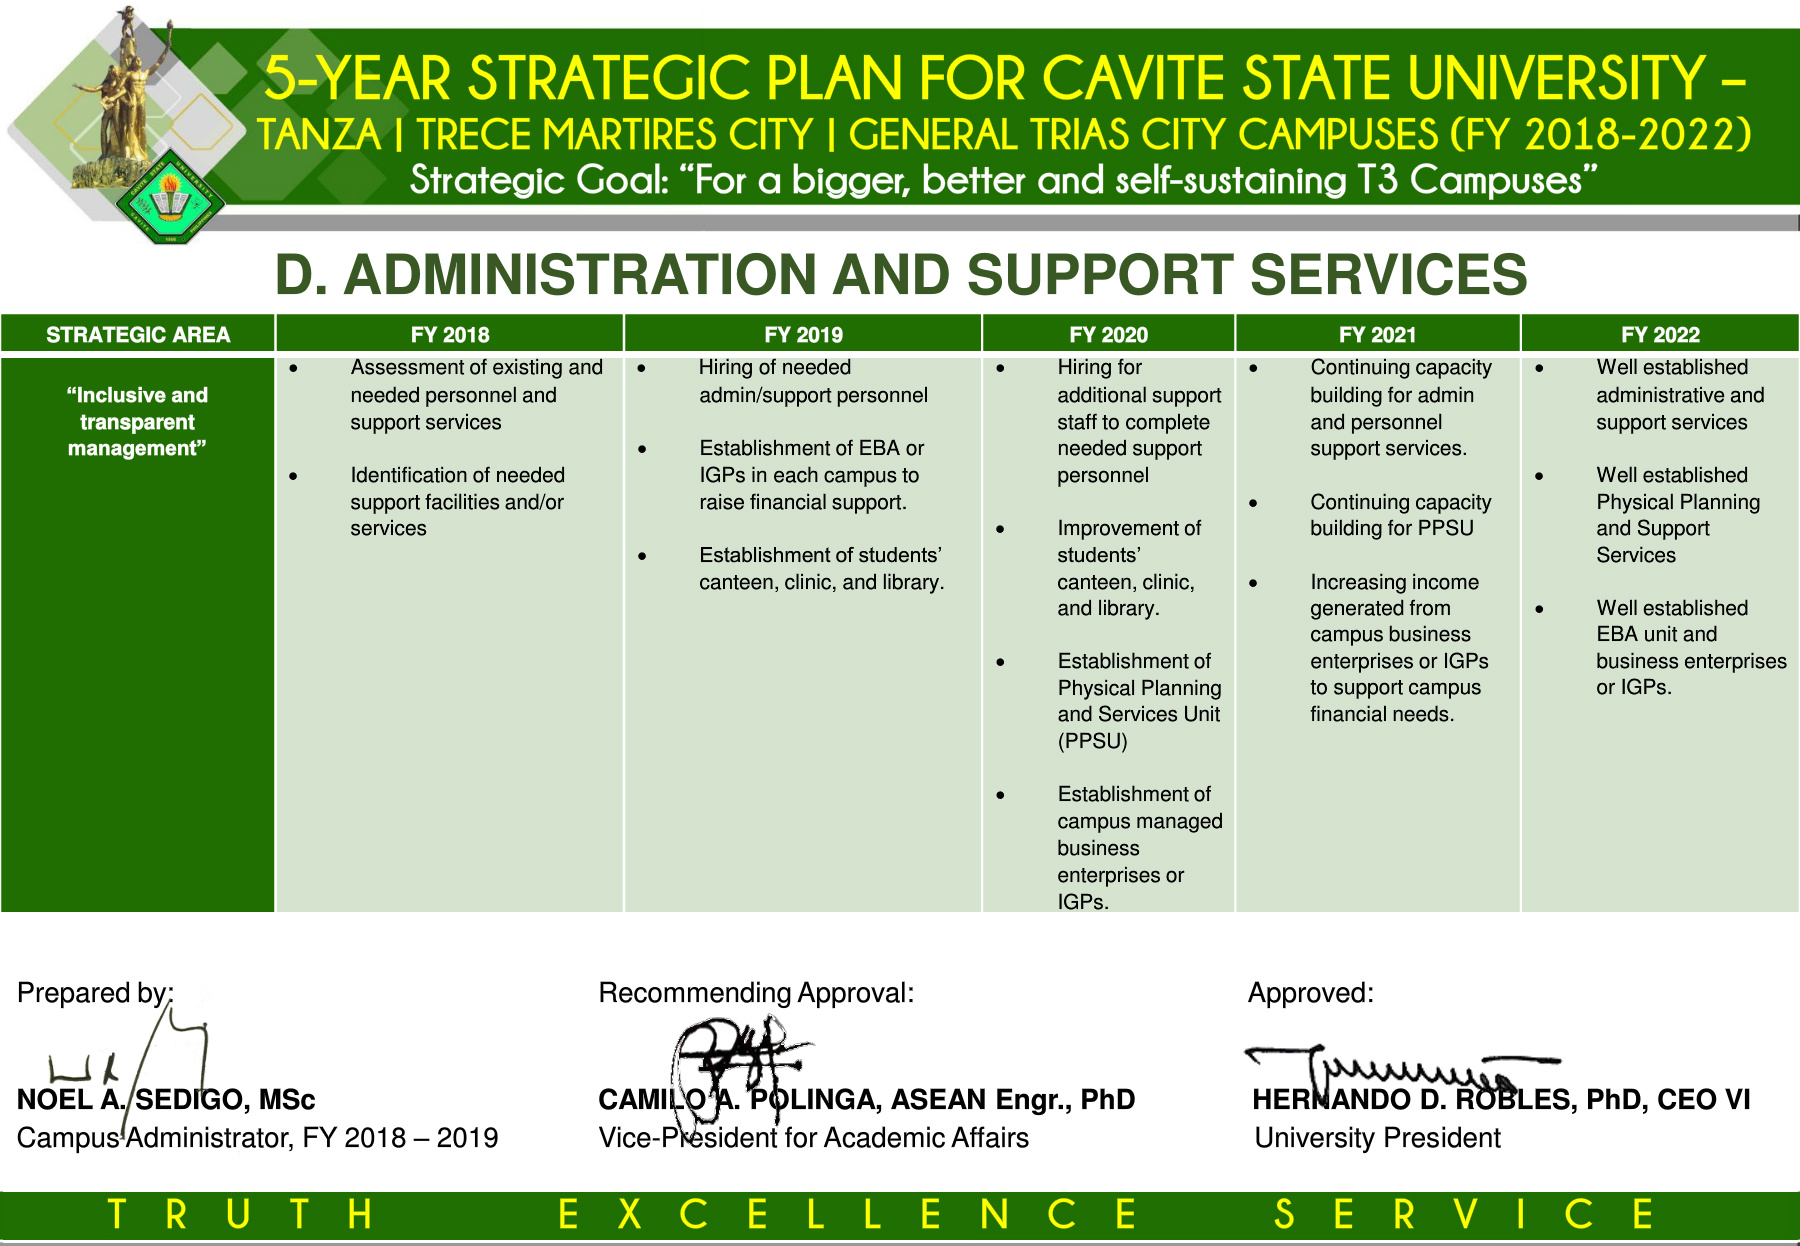 5-YEAR STRATEGIC PLAN FOR CAVITE STATE UNIVERSITY –
TANZA | TRECE MARTIRES CITY | GENERAL TRIAS CITY CAMPUSES (FY 2018-2022)
Strategic Goal: “For a bigger, better and self-sustaining T3 Campuses”
CAVITE STATE UNIVERSITY
D. ADMINISTRATION AND SUPPORT SERVICES
STRATEGIC AREA
FY 2018
FY 2019
FY 2020
FY 2021
FY 2022
“Inclusive and
transparent
management”
• Assessment of existing and
needed personnel and
support services
• Identification of needed
support facilities and/or
services
• Hiring of needed
admin/support personnel
• Establishment of EBA or
IGPs in each campus to
raise financial support.
• Establishment of students’
canteen, clinic, and library.
• Hiring for
additional support
staff to complete
needed support
personnel
• Improvement of
students’
canteen, clinic,
and library.
• Establishment of
Physical Planning
and Services Unit
(PPSU)
• Establishment of
campus managed
business
enterprises or
IGPs.
• Continuing capacity
building for admin
and personnel
support services.
• Continuing capacity
building for PPSU
• Increasing income
generated from
campus business
enterprises or IGPs
to support campus
financial needs.
• Well established
administrative and
support services
• Well established
Physical Planning
and Support
Services
• Well established
EBA unit and
business enterprises
or IGPs.
Prepared by:
NOEL A. SEDIGO, MSc
Campus Administrator, FY 2018 – 2019
Recommending Approval:
CAMILO A. POLINGA, ASEAN Engr., PhD
Vice-President for Academic Affairs
Approved:
HERNANDO D. ROBLES, PhD, CEO VI
University President
TRUTH EXCELLENCE SERVICE